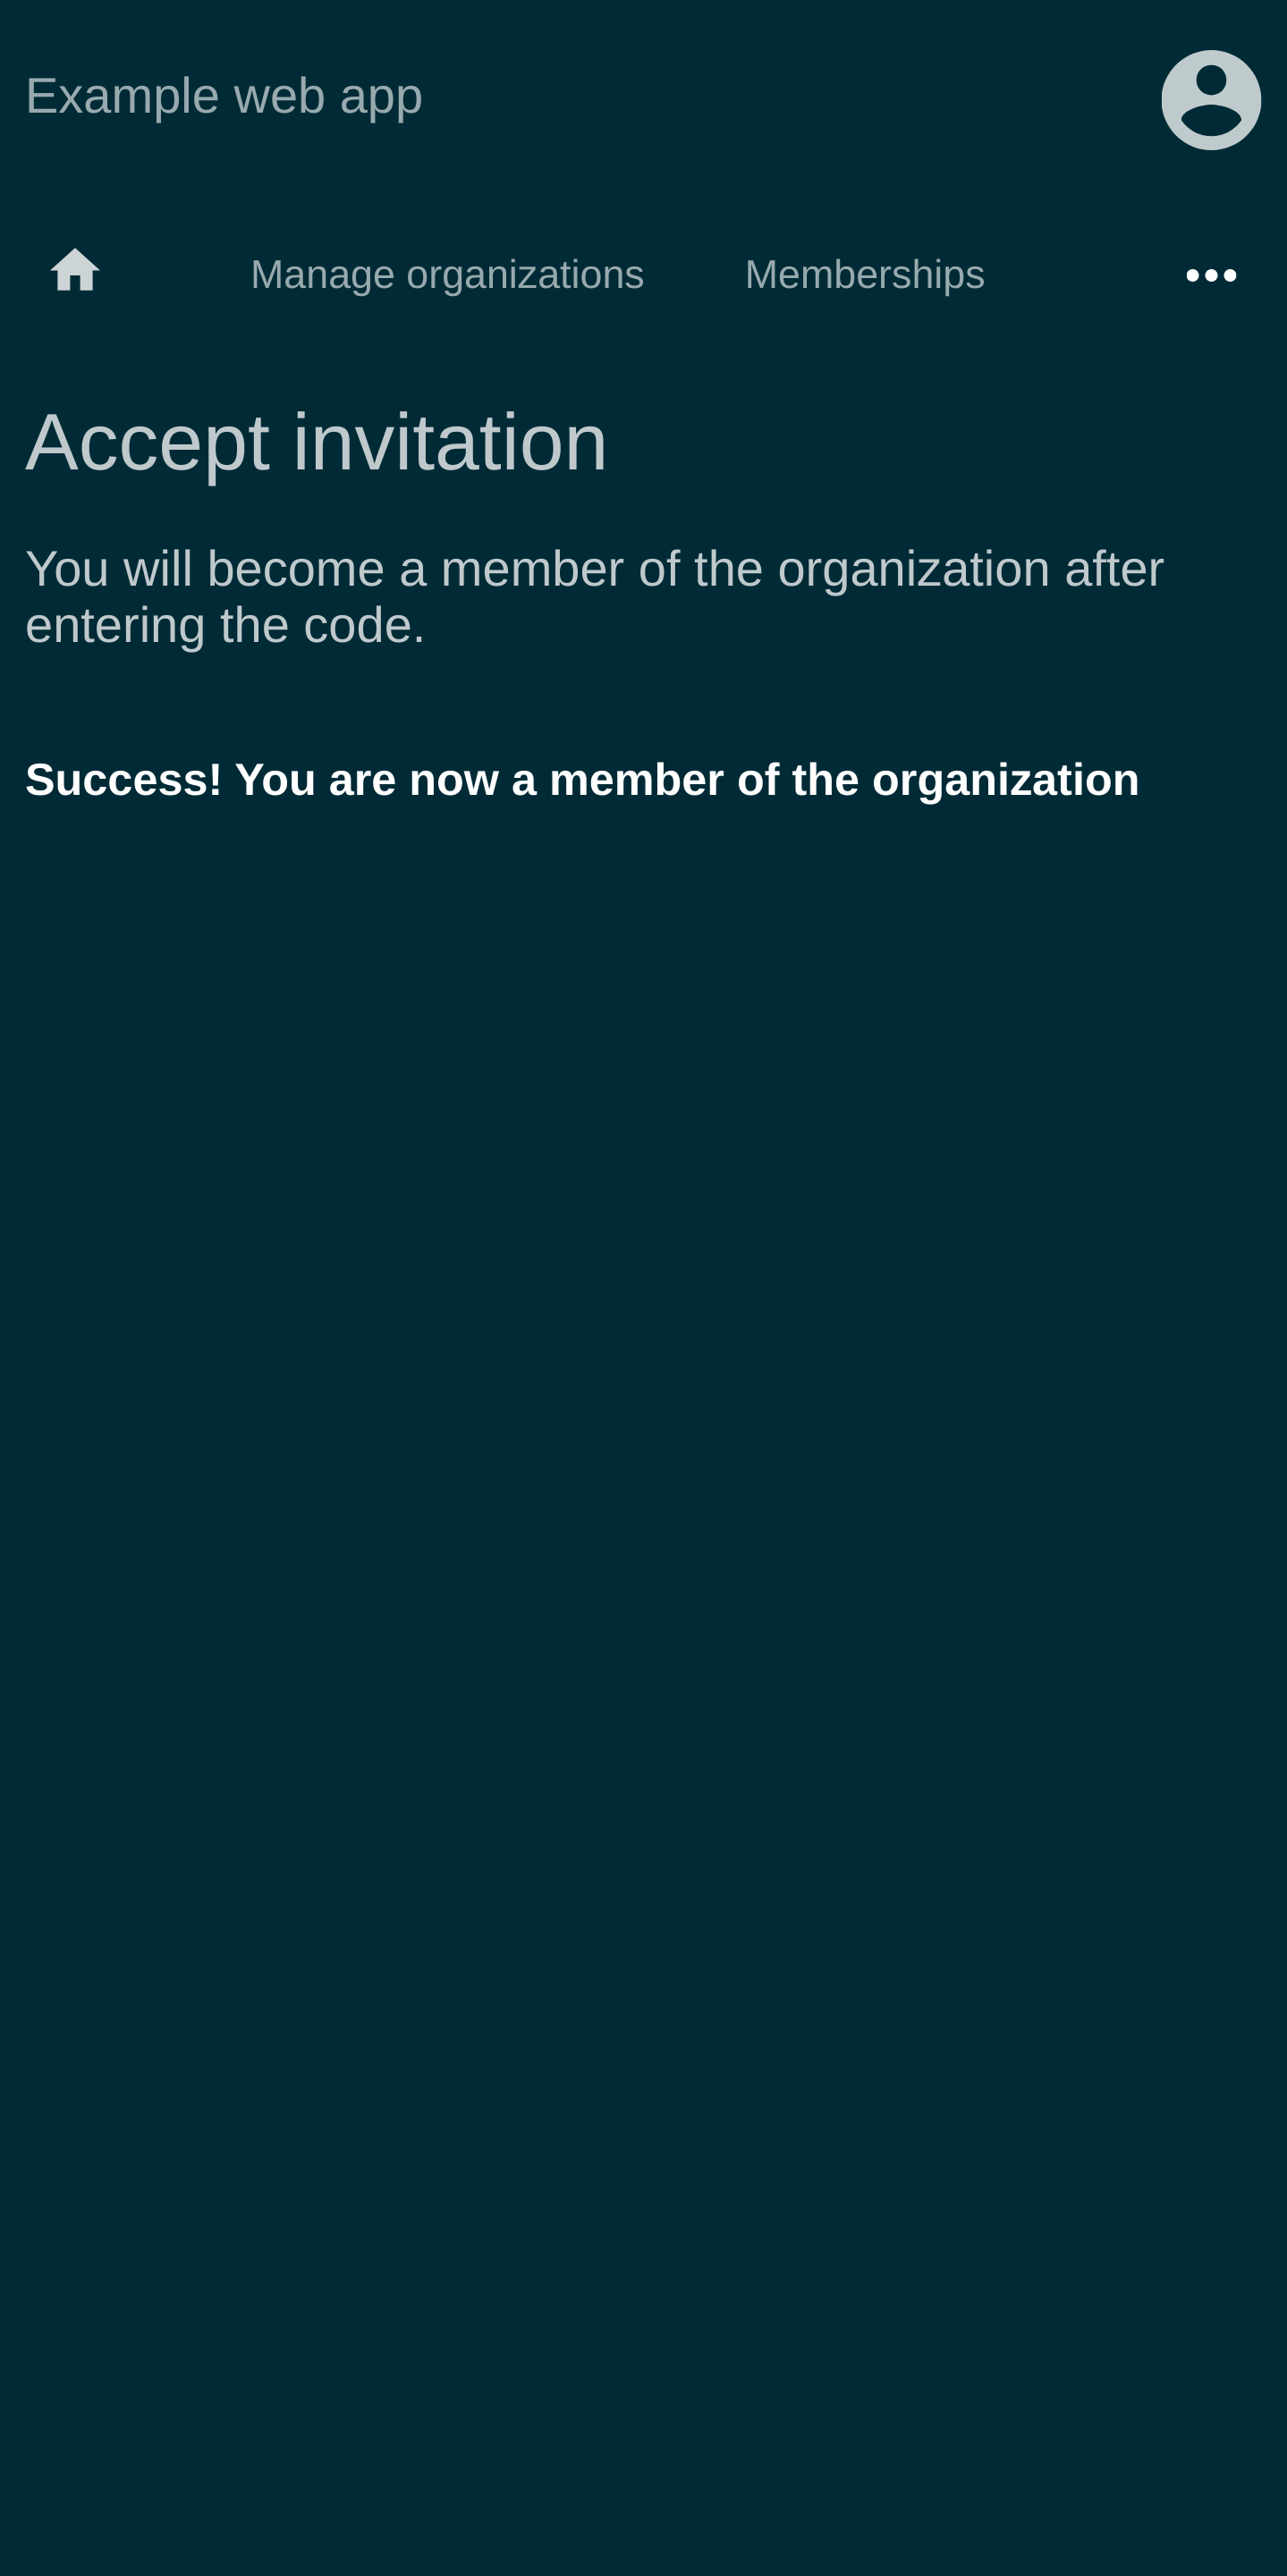 Example web app
Manage organizations Memberships
Accept invitation
You will become a member of the organization after
entering the code.
Success! You are now a member of the organization